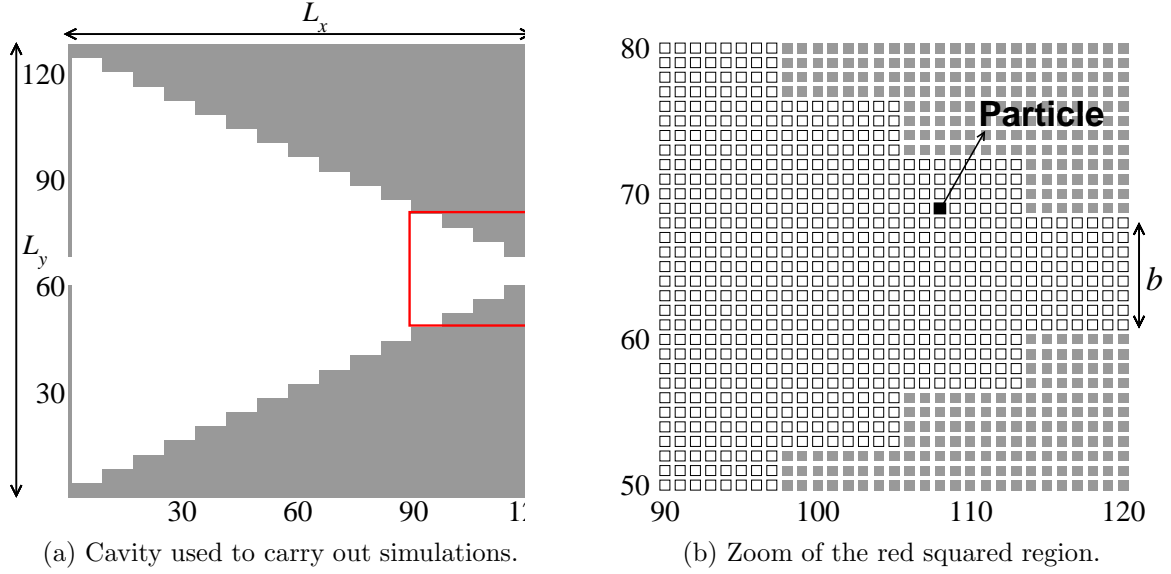 L_x
120
90
L_y
60
30
30
60
90
(a) Cavity used to carry out simulations.
80
Particle
70
b
60
50
90
100
110
120
(b) Zoom of the red squared region.